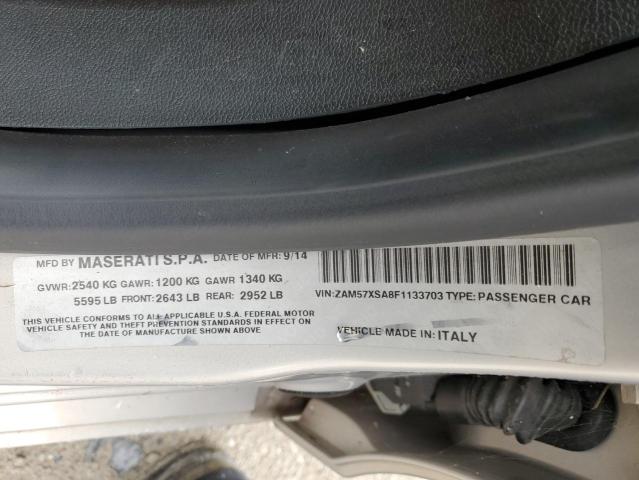 MFD BY MASERATI S.P.A. DATE OF MFR: 9/14
GVWR: 2540 KG GAWR: 1200 KG GAWR 1340 KG
5595 LB FRONT: 2643 LB REAR: 2952 LB
THIS VEHICLE CONFORMS TO ALL APPLICABLE U.S.A. FEDERAL MOTOR
VEHICLE SAFETY AND THEFT PREVENTION STANDARDS IN EFFECT ON
THE DATE OF MANUFACTURE SHOWN ABOVE
VIN: ZAM57XSA8F1133703 TYPE: PASSENGER CAR
VEHICLE MADE IN: ITALY